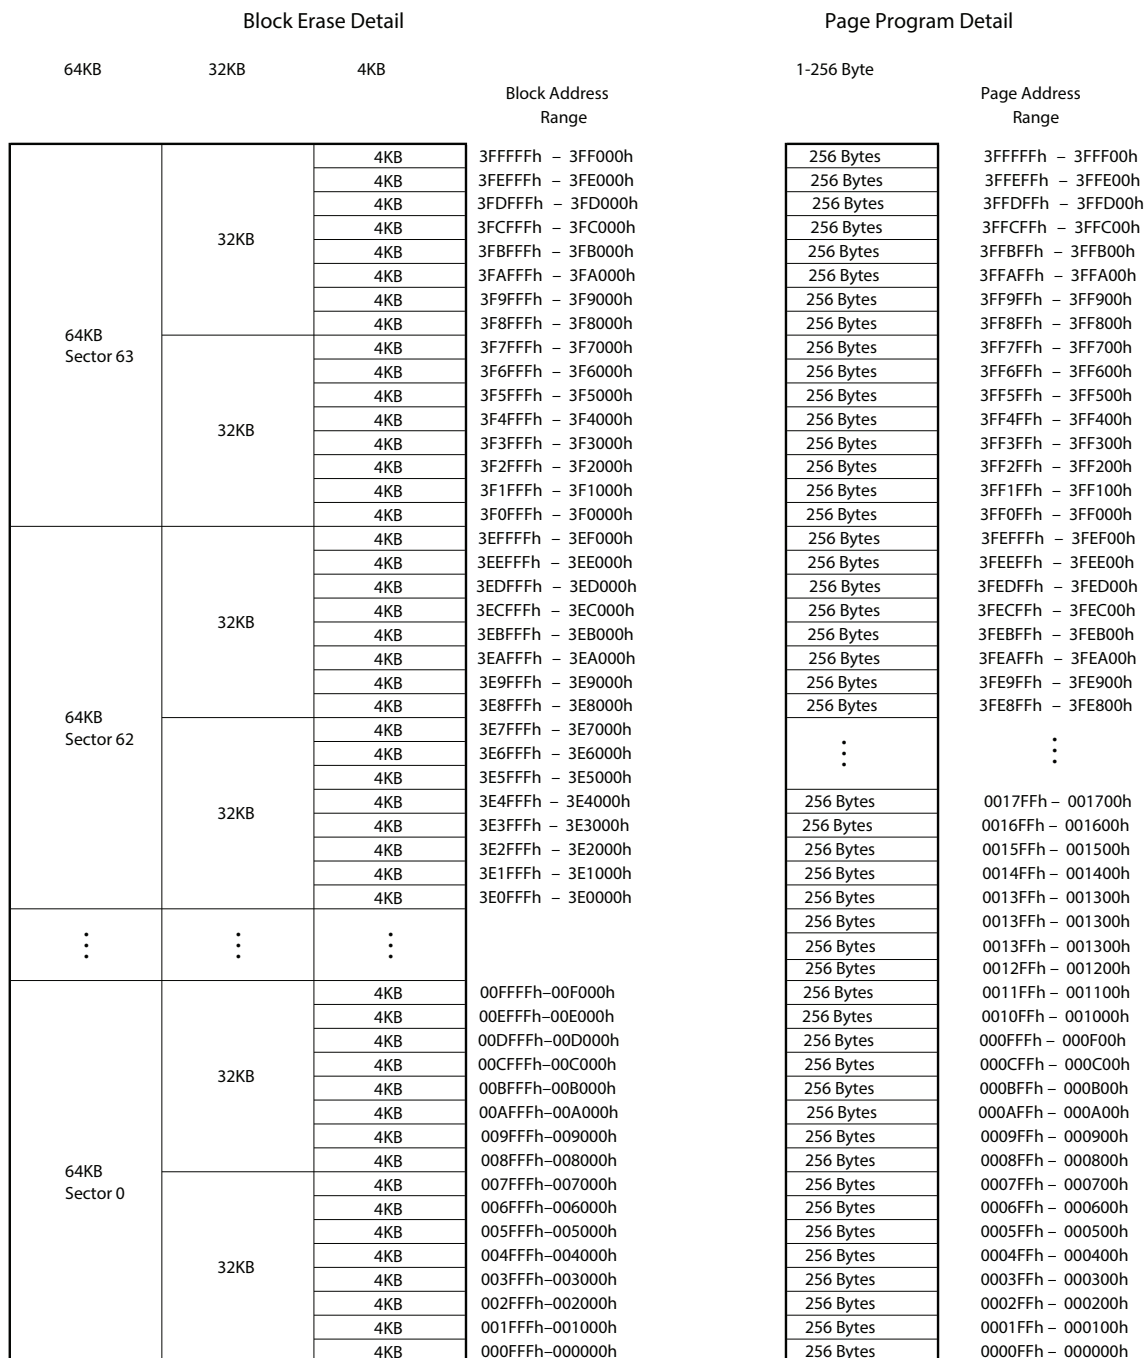 Block Erase Detail Page Program Detail
64KB 32KB 4KB 1-256 Byte
Block Address Page Address
Range Range
4KB 3FFFFFh – 3FF000h 256 Bytes 3FFFFFh – 3FFF00h
4KB 3FEFFFh – 3FE000h 256 Bytes 3FFEFFh – 3FFE00h
4KB 3FDFFFh – 3FD000h 256 Bytes 3FFDFFh – 3FFD00h
4KB 3FCFFFh – 3FC000h 256 Bytes 3FFCFFh – 3FFC00h
32KB
4KB 3FBFFFh – 3FB000h 256 Bytes 3FFBFFh – 3FFB00h
4KB 3FAFFFh – 3FA000h 256 Bytes 3FFAFFh – 3FFA00h
4KB 3F9FFFh – 3F9000h 256 Bytes 3FF9FFh – 3FF900h
4KB 3F8FFFh – 3F8000h 256 Bytes 3FF8FFh – 3FF800h
64KB
Sector 63
4KB 3F7FFFh – 3F7000h 256 Bytes 3FF7FFh – 3FF700h
4KB 3F6FFFh – 3F6000h 256 Bytes 3FF6FFh – 3FF600h
4KB 3F5FFFh – 3F5000h 256 Bytes 3FF5FFh – 3FF500h
4KB 3F4FFFh – 3F4000h 256 Bytes 3FF4FFh – 3FF400h
32KB
4KB 3F3FFFh – 3F3000h 256 Bytes 3FF3FFh – 3FF300h
4KB 3F2FFFh – 3F2000h 256 Bytes 3FF2FFh – 3FF200h
4KB 3F1FFFh – 3F1000h 256 Bytes 3FF1FFh – 3FF100h
4KB 3F0FFFh – 3F0000h 256 Bytes 3FF0FFh – 3FF000h
4KB 3EFFFFh – 3EF000h 256 Bytes 3FEFFFh – 3FEF00h
4KB 3EEFFFh – 3EE000h 256 Bytes 3FEEFFh – 3FEE00h
4KB 3EDFFFh – 3ED000h 256 Bytes 3FEDFFh – 3FED00h
4KB 3ECFFFh – 3EC000h 256 Bytes 3FECFFh – 3FEC00h
32KB
4KB 3EBFFFh – 3EB000h 256 Bytes 3FEBFFh – 3FEB00h
4KB 3EAFFFh – 3EA000h 256 Bytes 3FEAFFh – 3FEA00h
4KB 3E9FFFh – 3E9000h 256 Bytes 3FE9FFh – 3FE900h
4KB 3E8FFFh – 3E8000h 256 Bytes 3FE8FFh – 3FE800h
64KB
Sector 62
4KB 3E7FFFh – 3E7000h
4KB 3E6FFFh – 3E6000h
4KB 3E5FFFh – 3E5000h
4KB 3E4FFFh – 3E4000h 256 Bytes 0017FFh – 001700h
32KB
4KB 3E3FFFh – 3E3000h 256 Bytes 0016FFh – 001600h
4KB 3E2FFFh – 3E2000h 256 Bytes 0015FFh – 001500h
4KB 3E1FFFh – 3E1000h 256 Bytes 0014FFh – 001400h
4KB 3E0FFFh – 3E0000h 256 Bytes 0013FFh – 001300h
256 Bytes 0013FFh – 001300h
256 Bytes 0013FFh – 001300h
256 Bytes 0012FFh – 001200h
4KB 00FFFFh–00F000h 256 Bytes 0011FFh – 001100h
4KB 00EFFFh–00E000h 256 Bytes 0010FFh – 001000h
4KB 00DFFFh–00D000h 256 Bytes 000FFFh – 000F00h
4KB 00CFFFh–00C000h 256 Bytes 000CFFh – 000C00h
32KB
4KB 00BFFFh–00B000h 256 Bytes 000BFFh – 000B00h
4KB 00AFFFh–00A000h 256 Bytes 000AFFh – 000A00h
4KB 009FFFh–009000h 256 Bytes 0009FFh – 000900h
4KB 008FFFh–008000h 256 Bytes 0008FFh – 000800h
64KB
Sector 0
4KB 007FFFh–007000h 256 Bytes 0007FFh – 000700h
4KB 006FFFh–006000h 256 Bytes 0006FFh – 000600h
4KB 005FFFh–005000h 256 Bytes 0005FFh – 000500h
4KB 004FFFh–004000h 256 Bytes 0004FFh – 000400h
32KB
4KB 003FFFh–003000h 256 Bytes 0003FFh – 000300h
4KB 002FFFh–002000h 256 Bytes 0002FFh – 000200h
4KB 001FFFh–001000h 256 Bytes 0001FFh – 000100h
4KB 000FFFh–000000h 256 Bytes 0000FFh – 000000h